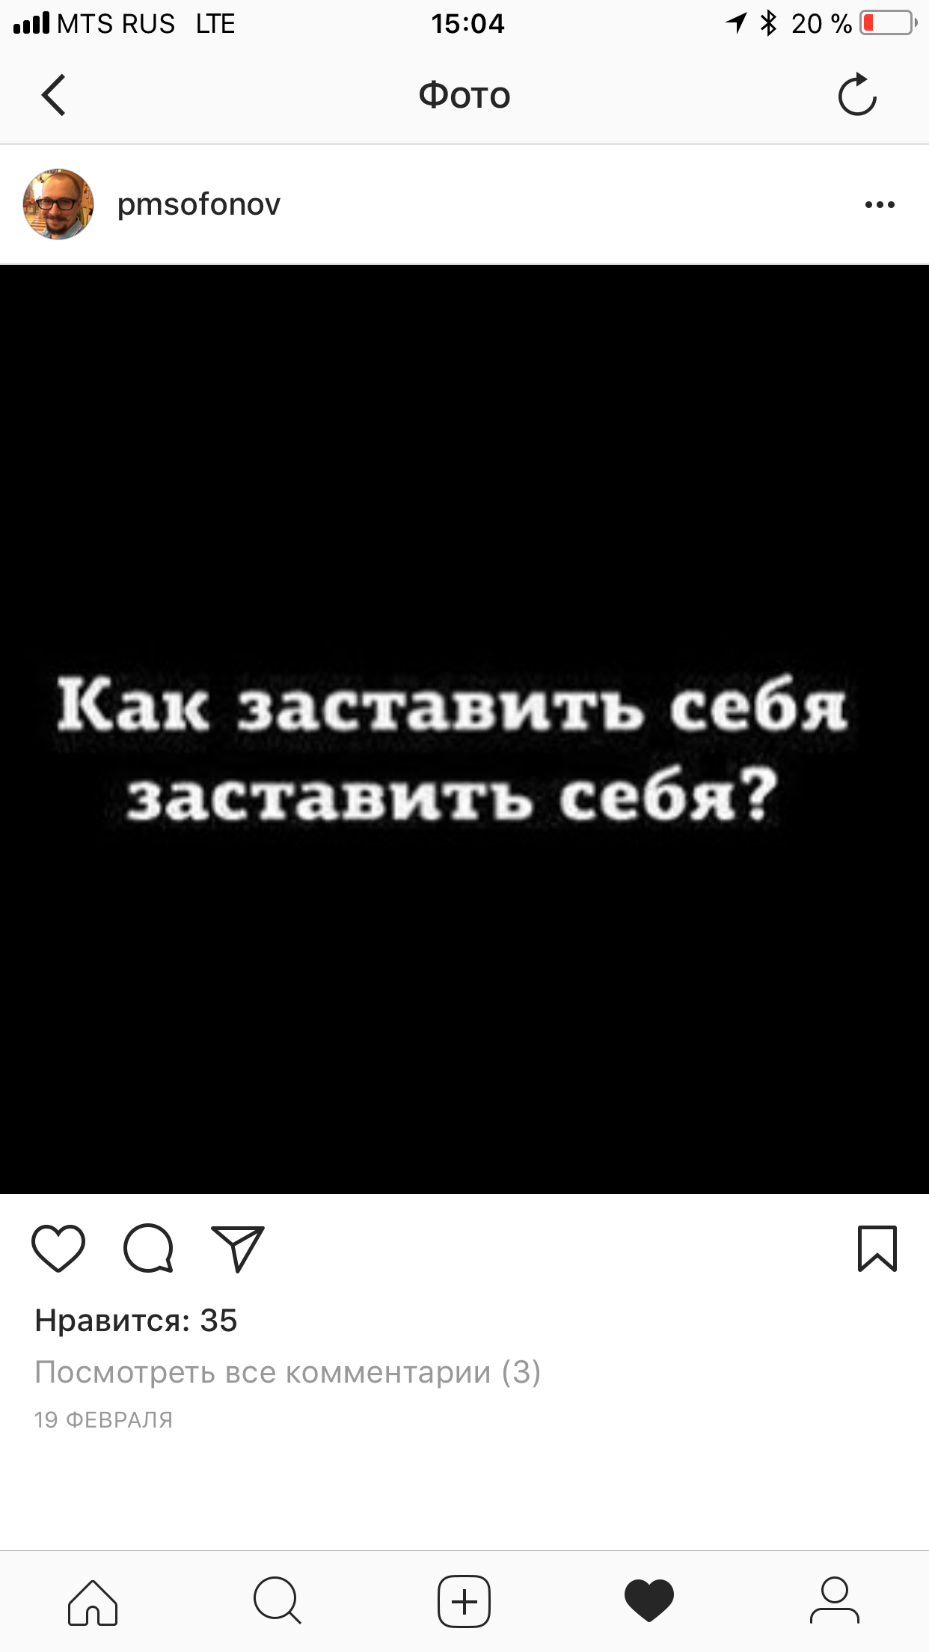 MTS RUS LTE 15:04 20 %
Фото
pmsofonov
Как заставить себя
заставить себя?
Нравится: 35
Посмотреть все комментарии (3)
19 ФЕВРАЛЯ